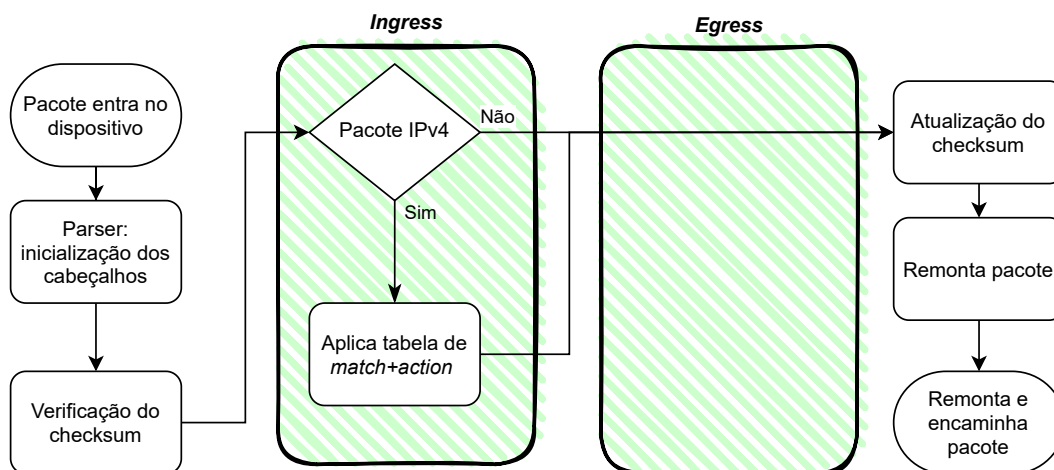 Ingress
Egress
Pacote entra no
dispositivo
Parser:
inicialização dos
cabeçalhos
Verificação do
checksum
Pacote IPv4
Não
Sim
Aplica tabela de
match+action
Atualização do
checksum
Remonta pacote
Remonta e
encaminha
pacote